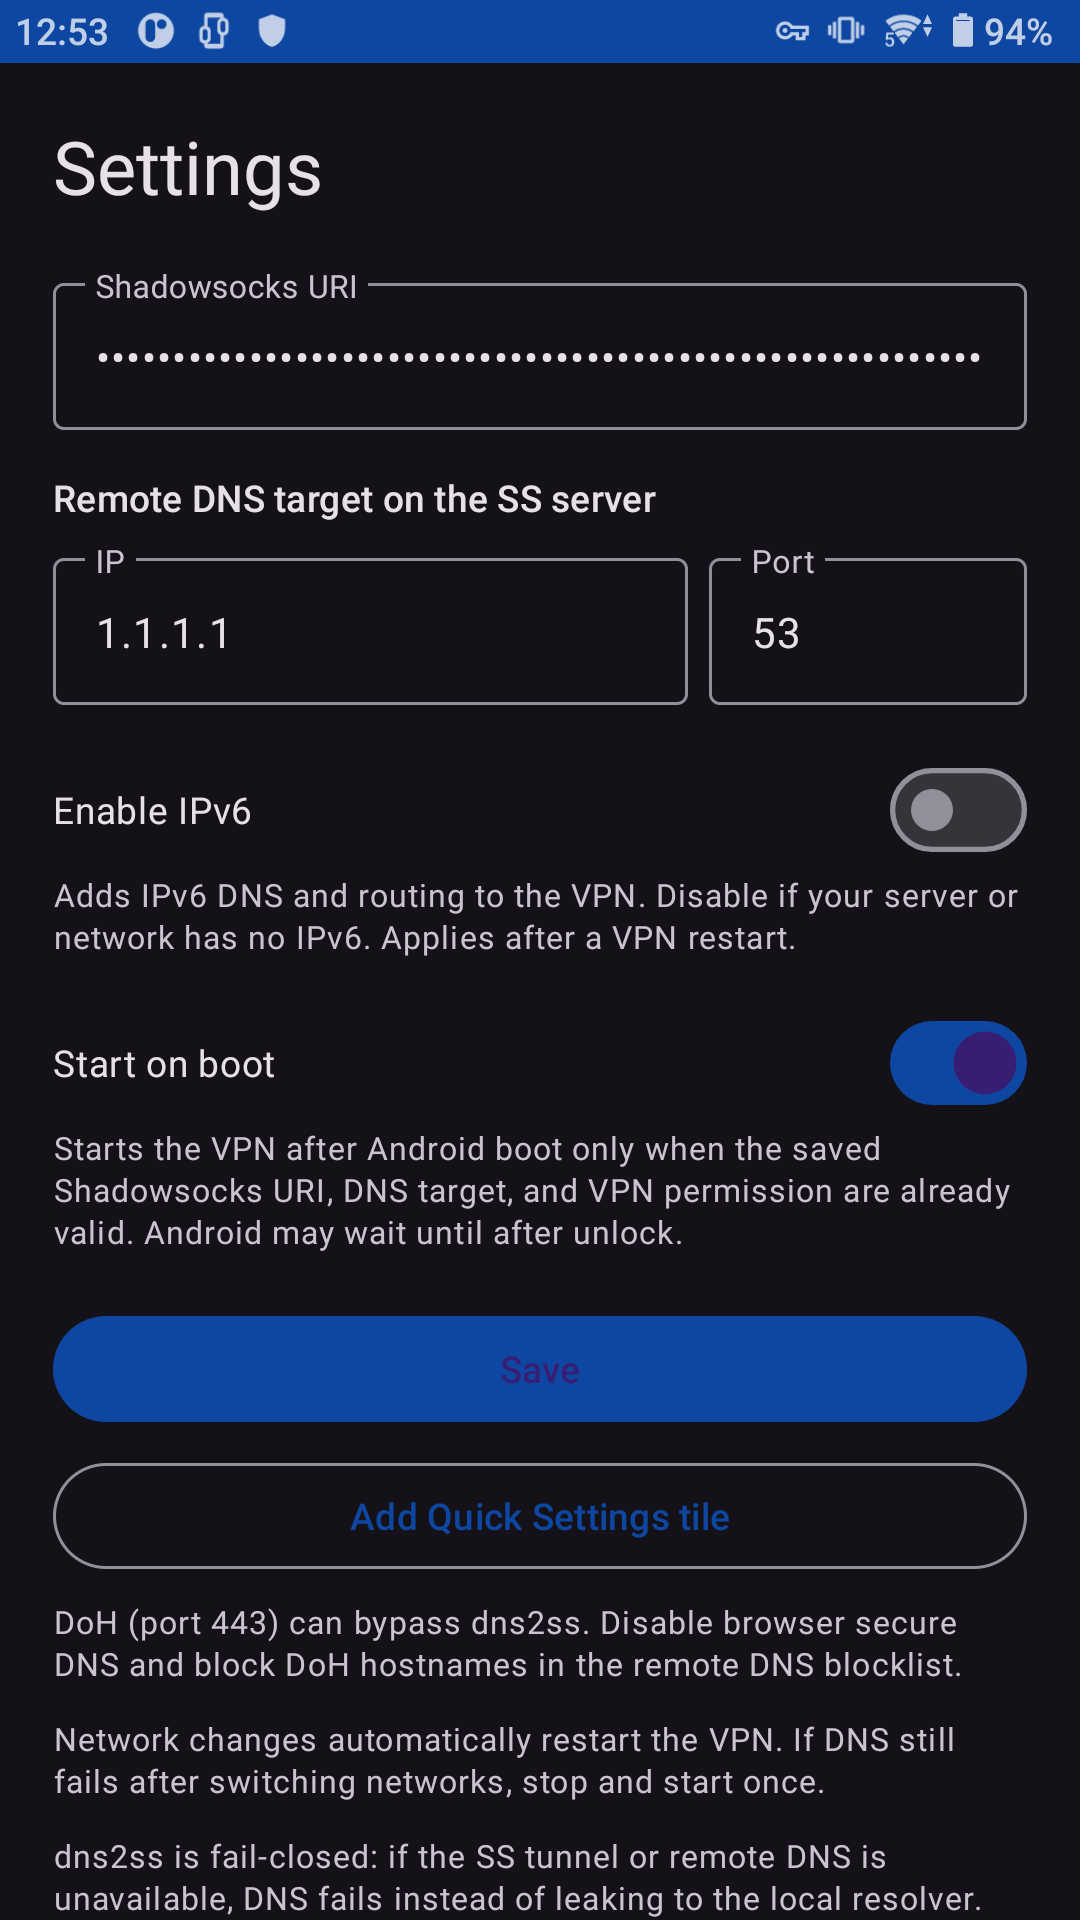 12:53
5
94%
Settings
Shadowsocks URI
••••••••••••••••••••••••••••••••••••••••••••••••••••••••••
Remote DNS target on the SS server
IP
Port
1.1.1.1
53
Enable IPv6
Adds IPv6 DNS and routing to the VPN. Disable if your server or
network has no IPv6. Applies after a VPN restart.
Start on boot
Starts the VPN after Android boot only when the saved
Shadowsocks URI, DNS target, and VPN permission are already
valid. Android may wait until after unlock.
Save
Add Quick Settings tile
DoH (port 443) can bypass dns2ss. Disable browser secure
DNS and block DoH hostnames in the remote DNS blocklist.
Network changes automatically restart the VPN. If DNS still
fails after switching networks, stop and start once.
dns2ss is fail-closed: if the SS tunnel or remote DNS is
unavailable, DNS fails instead of leaking to the local resolver.